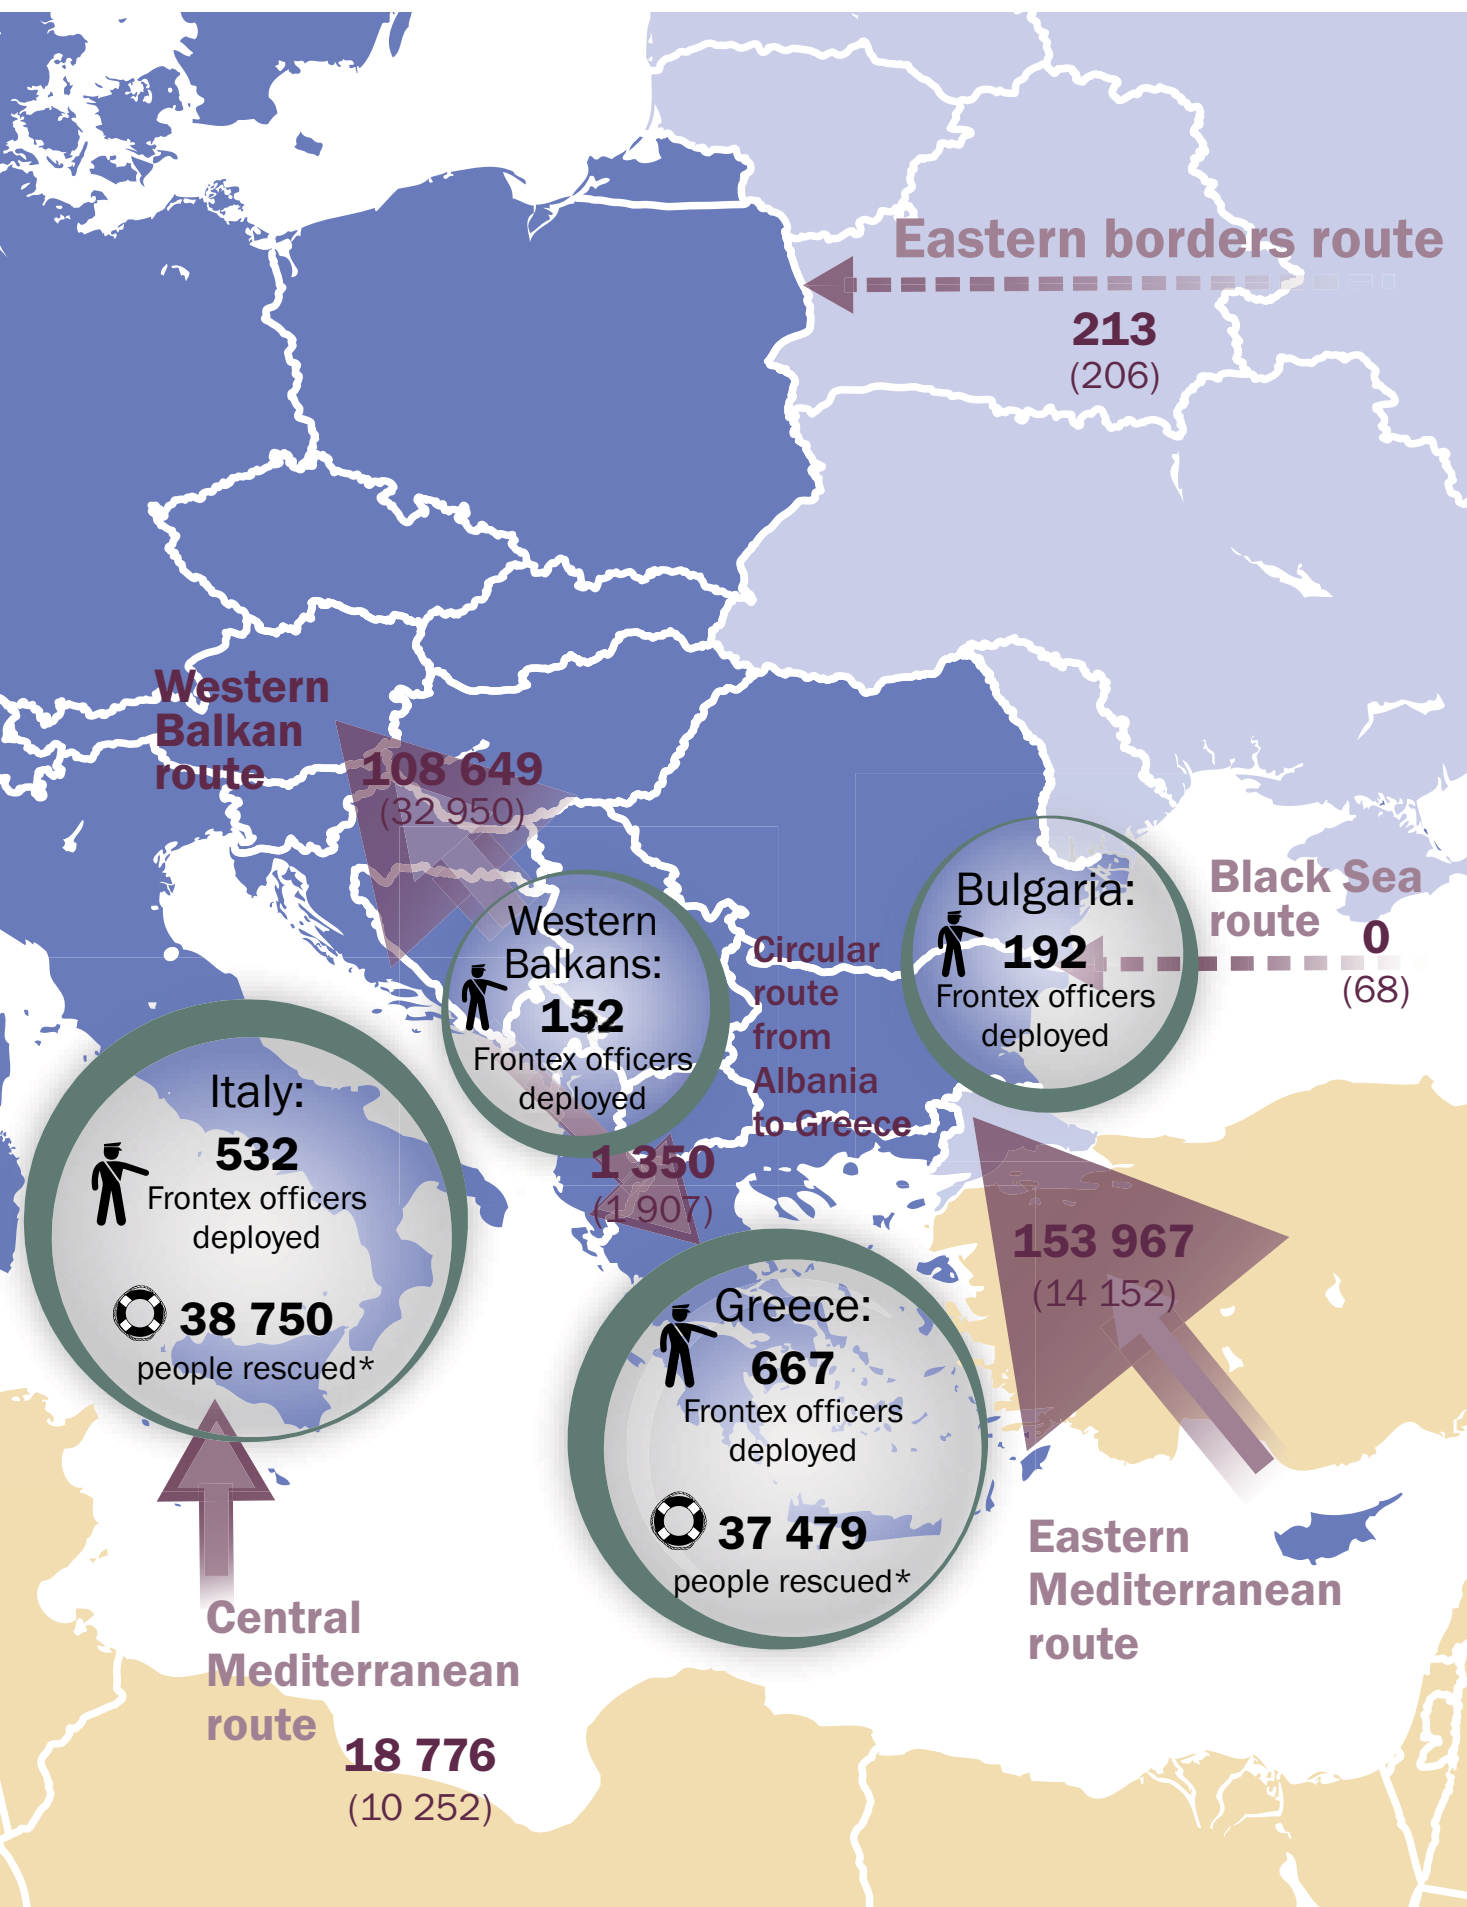 Eastern borders route
213
(206)
Western
Balkan
route
108 649
(32 950)
Western
Balkans:
152
Frontex officers
deployed
Circular
route
from
Albania
to Greece
1 350
(1 907)
Bulgaria:
192
Frontex officers
deployed
Black Sea
route
0
(68)
Italy:
532
Frontex officers
deployed
38 750
people rescued*
Greece:
667
Frontex officers
deployed
37 479
people rescued*
153 967
(14 152)
Eastern
Mediterranean
route
Central
Mediterranean
route
18 776
(10 252)